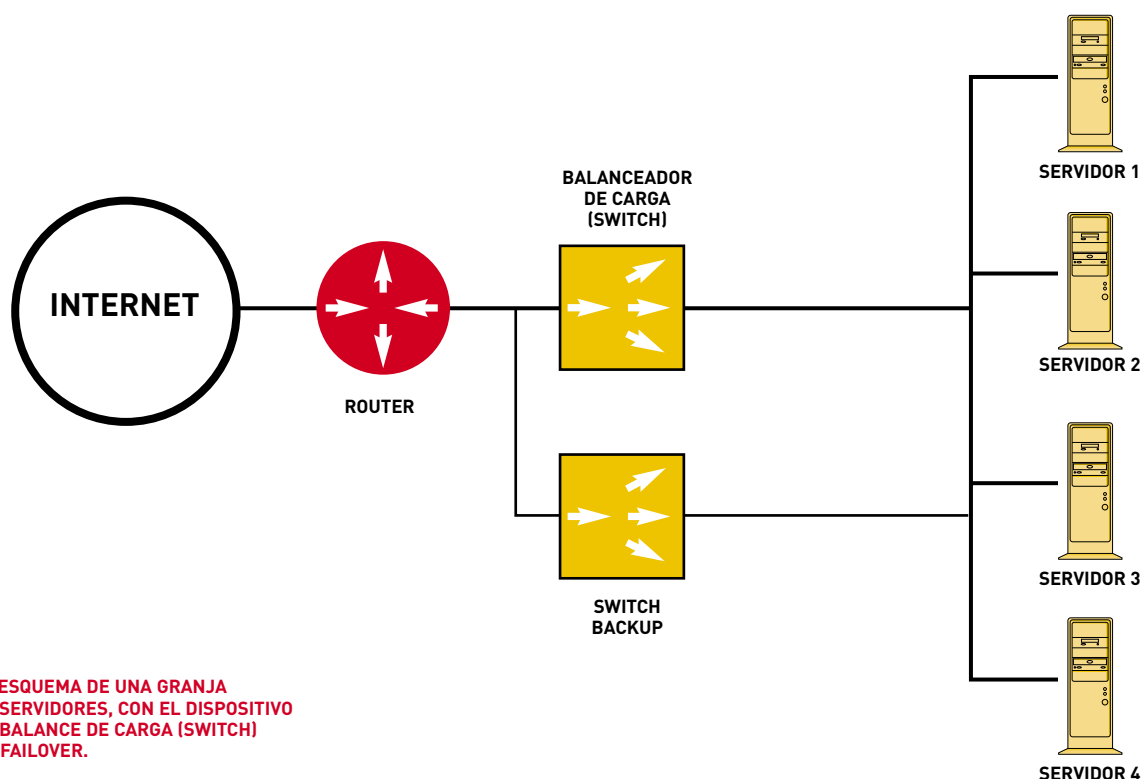 BALANCEADOR
DE CARGA
(SWITCH)
SERVIDOR 1
INTERNET
ROUTER
SERVIDOR 2
SWITCH
BACKUP
SERVIDOR 3
ESQUEMA DE UNA GRANJA
SERVIDORES, CON EL DISPOSITIVO
BALANCE DE CARGA (SWITCH)
FAILOVER.
SERVIDOR 4